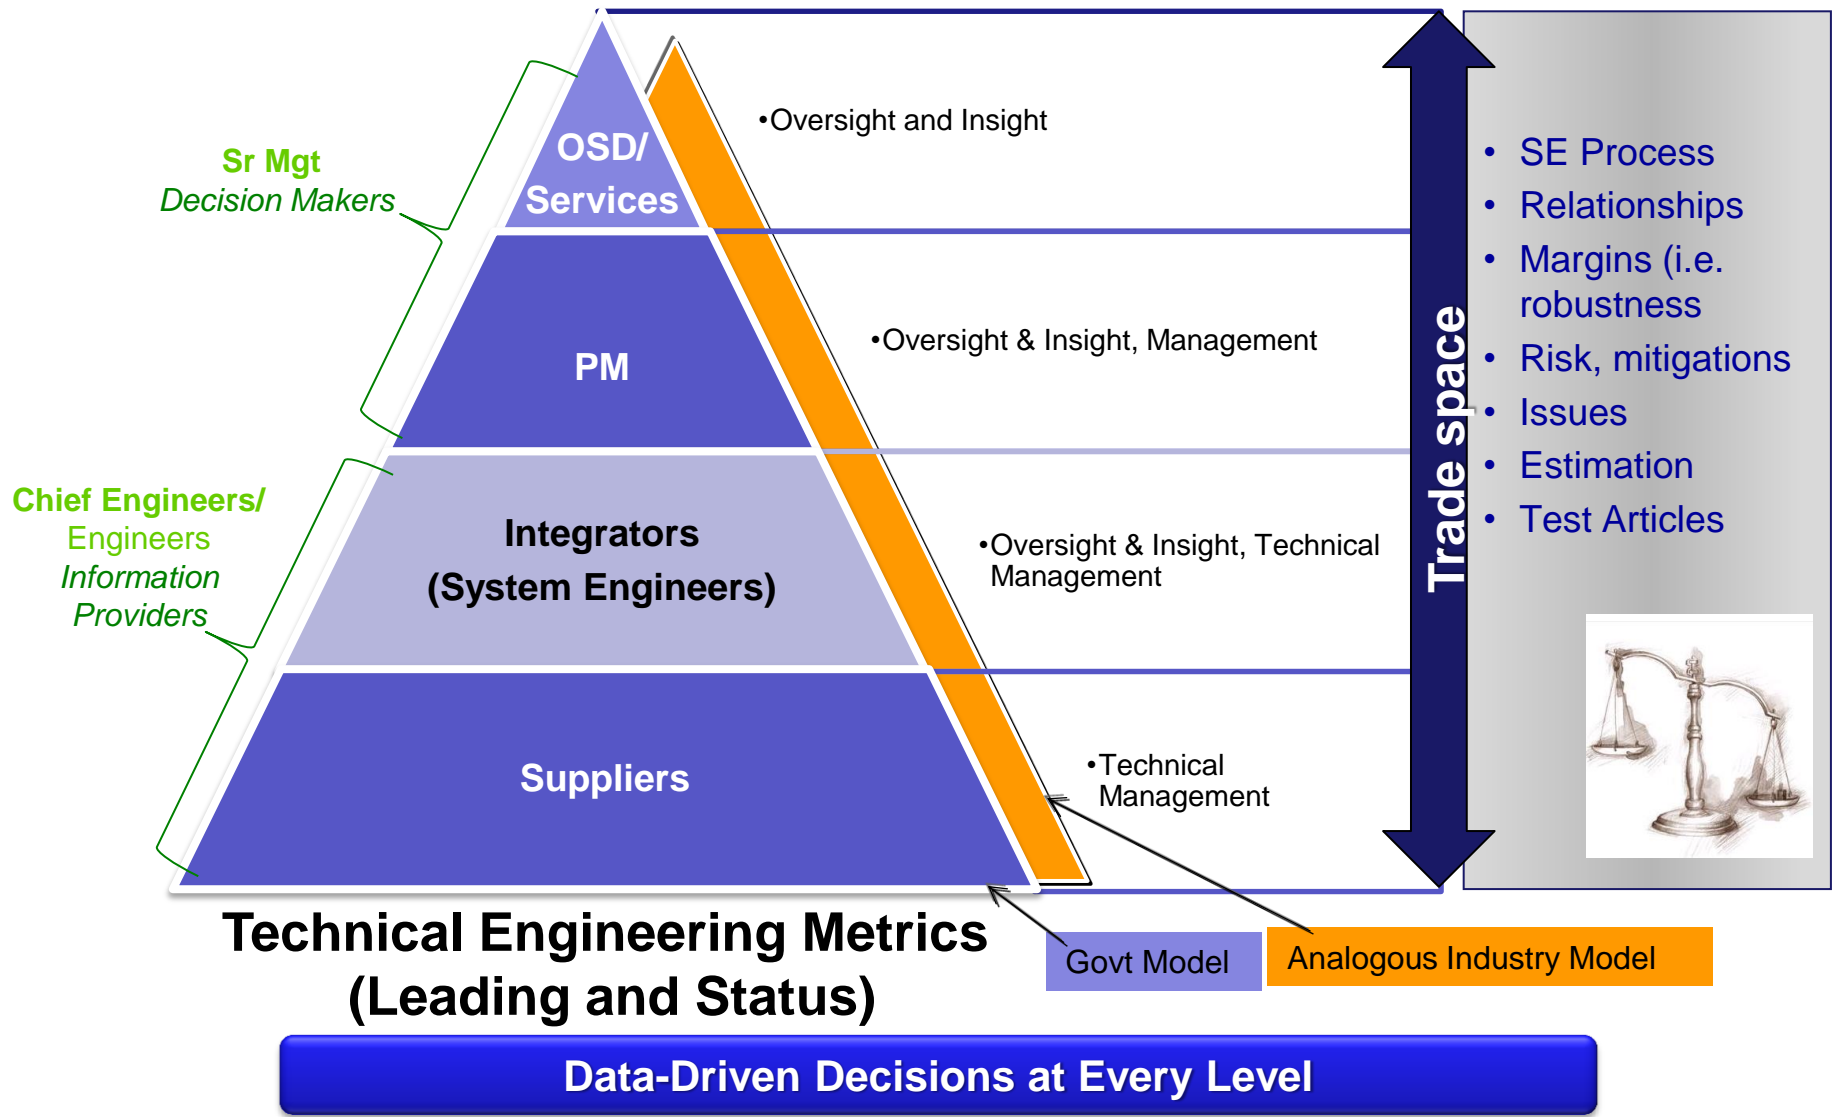 OSD/
Services
PM
Integrators
(System Engineers)
Suppliers
Sr Mgt
Decision Makers
Chief Engineers/
Engineers
Information
Providers
•Oversight and Insight
•Oversight & Insight, Management
•Oversight & Insight, Technical
Management
•Technical
Management
Trade space
• SE Process
• Relationships
• Margins (i.e.
robustness
• Risk, mitigations
• Issues
• Estimation
• Test Articles
Technical Engineering Metrics
(Leading and Status)
Govt Model
Analogous Industry Model
Data-Driven Decisions at Every Level